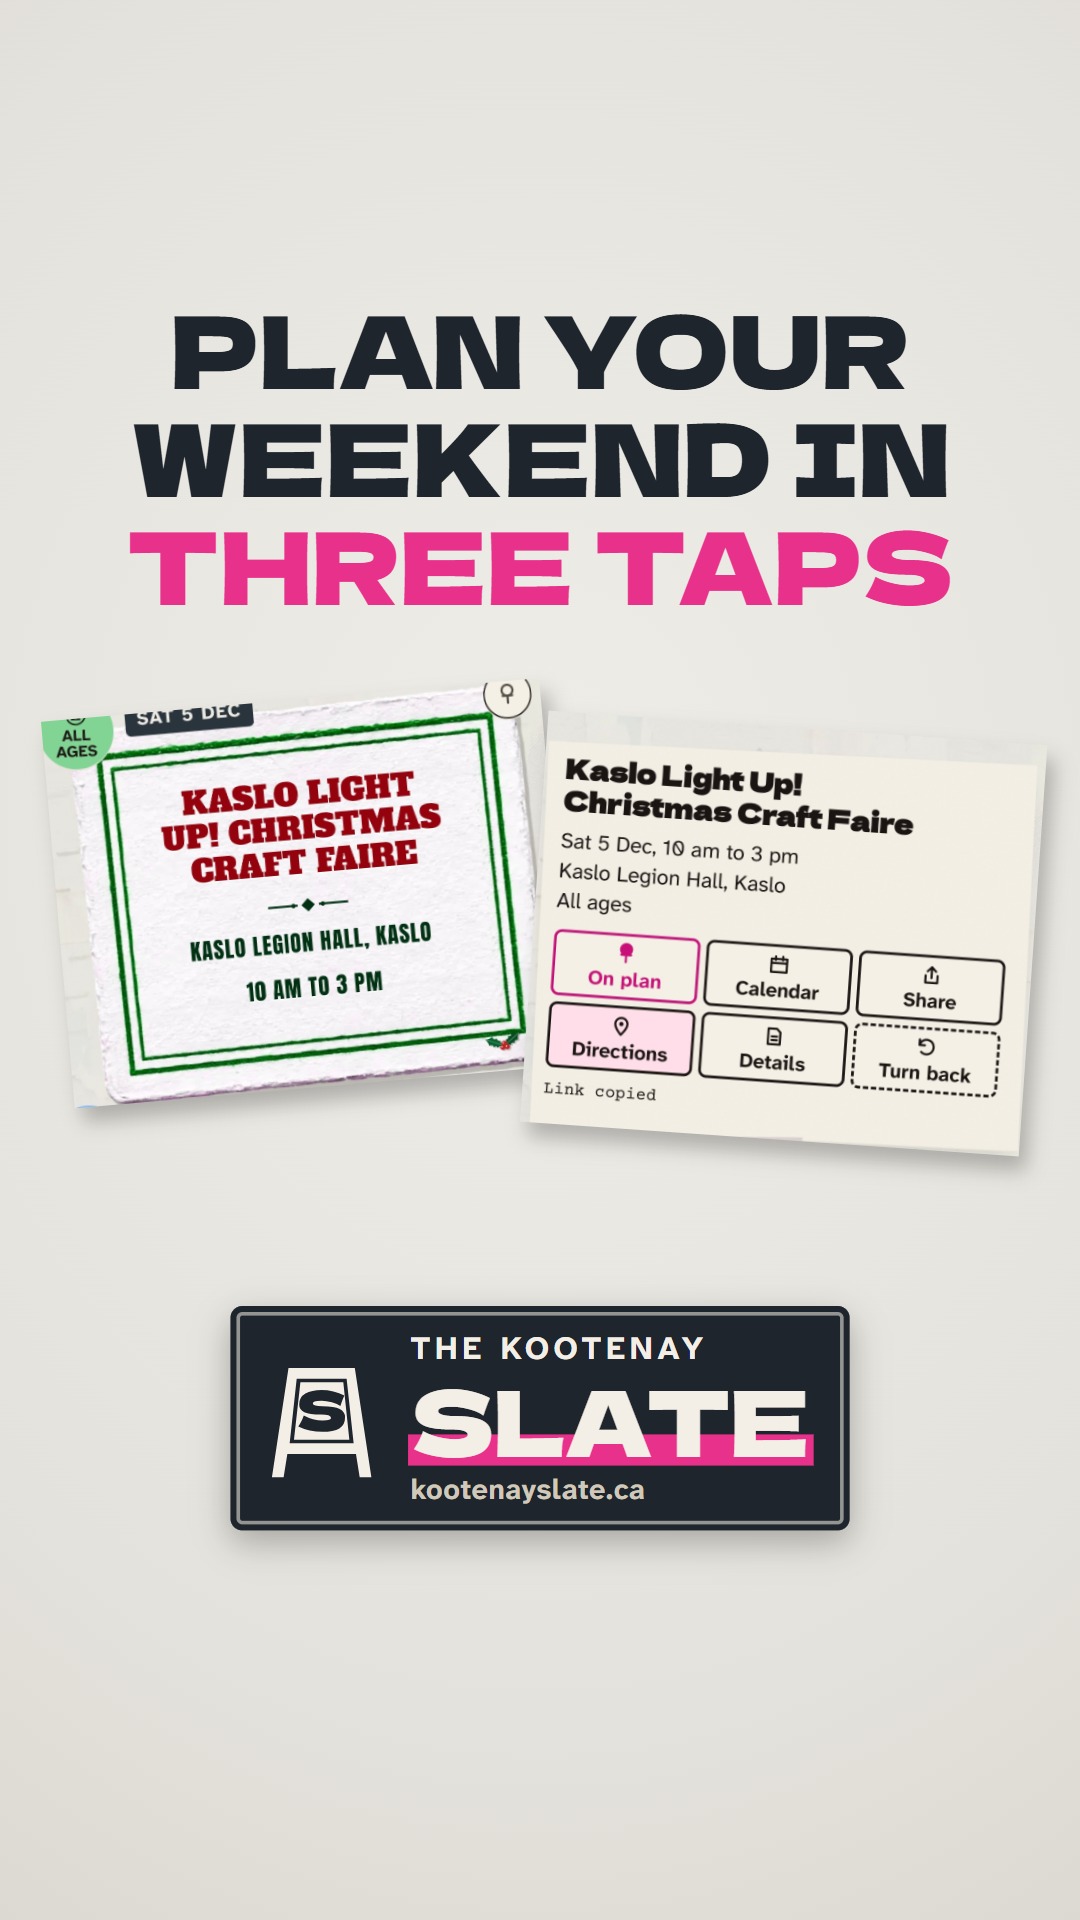 PLAN YOUR
WEEKEND IN
THREE TAPS
ALL
AGES
SAT 5 DEC
KASLO LIGHT
UP! CHRISTMAS
CRAFT FAIRE
KASLO LEGION HALL, KASLO
10 AM TO 3 PM
Kaslo Light Up!
Christmas Craft Faire
Sat 5 Dec, 10 am to 3 pm
Kaslo Legion Hall, Kaslo
All ages
On plan
Calendar
Share
Directions
Details
Turn back
Link copied
S
THE KOOTENAY
SLATE
kootenayslate.ca